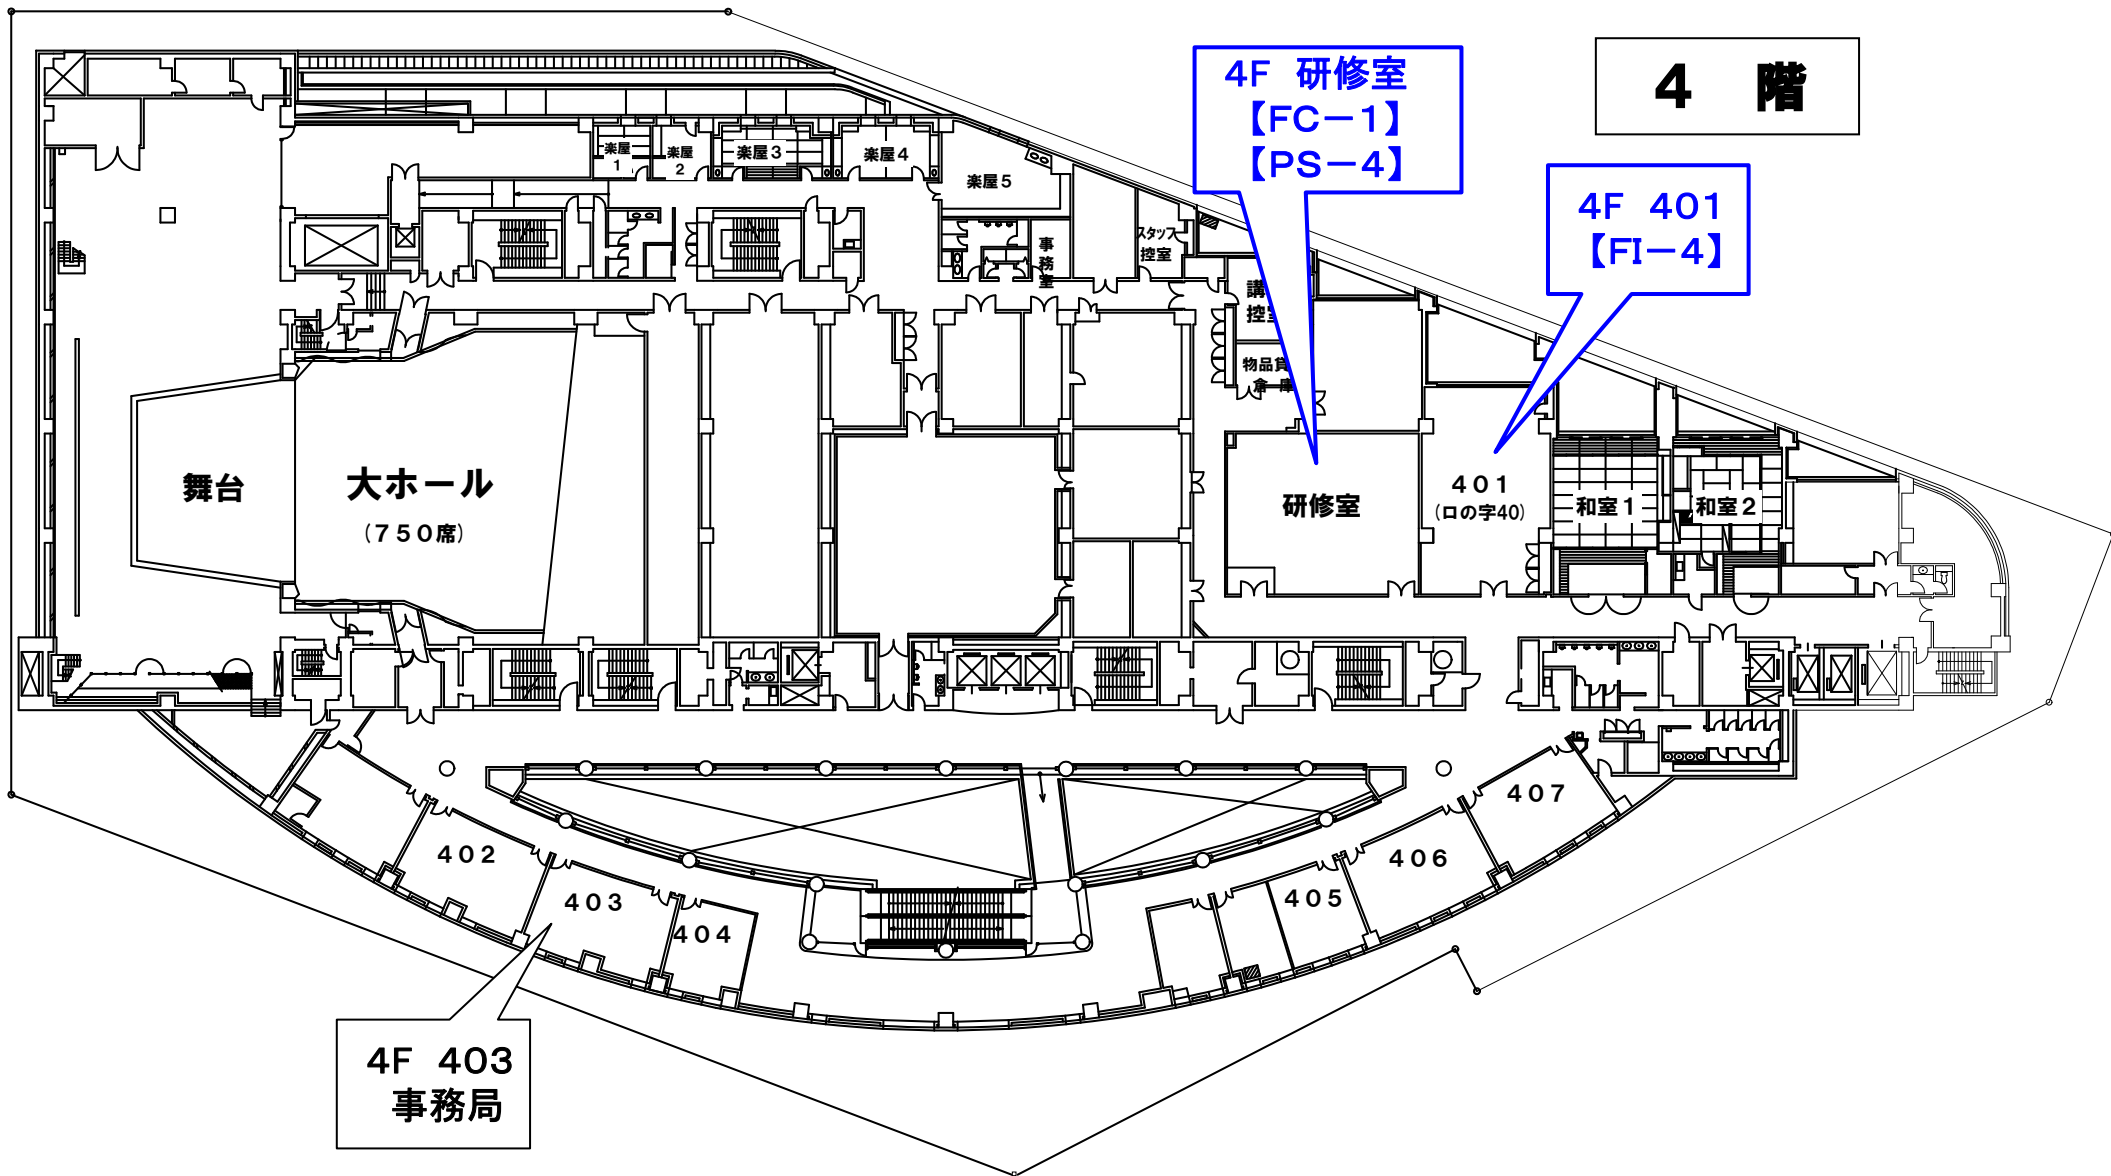 4F 研修室
【FC－1】
【PS－4】
４ 階
4F 401
【FI－4】
楽屋
1
楽屋
2
楽屋３
楽屋４
楽屋５
事
務
室
スタッフ
控室
講
控室
物品貸
倉 庫
舞台
大ホール
（７５０席）
研修室
４０１
（ロの字40）
和室１
和室２
４０２
４０３
４０４
４０５
４０６
４０７
4F 403
事務局